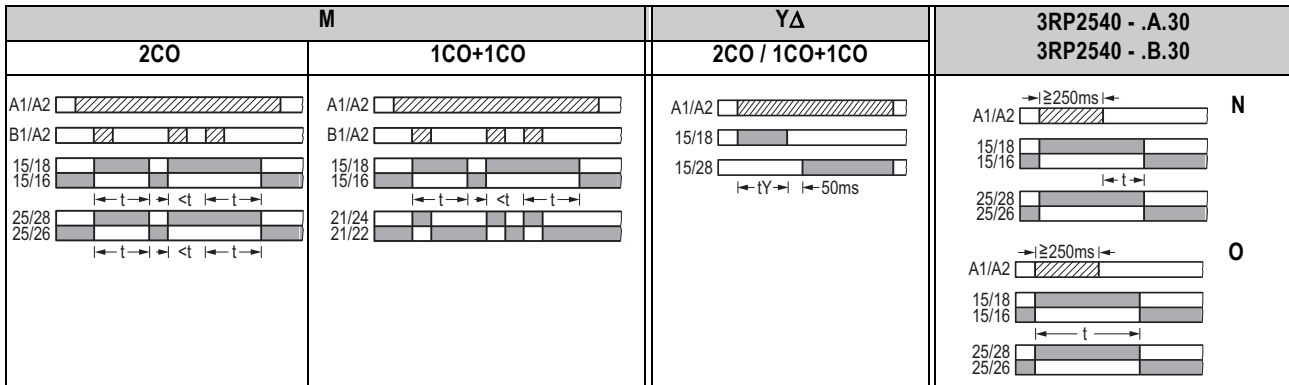 M
YΔ
3RP2540 - .A.30
3RP2540 - .B.30
2CO
1CO+1CO
2CO / 1CO+1CO
A1/A2
B1/A2
15/18
15/16
t <t t
25/28
25/26
t <t t
A1/A2
B1/A2
15/18
15/16
t <t t
21/24
21/22
A1/A2
15/18
15/28
tY 50ms
N
≧250ms
A1/A2
15/18
15/16
t
25/28
25/26
O
≧250ms
A1/A2
15/18
15/16
t
25/28
25/26